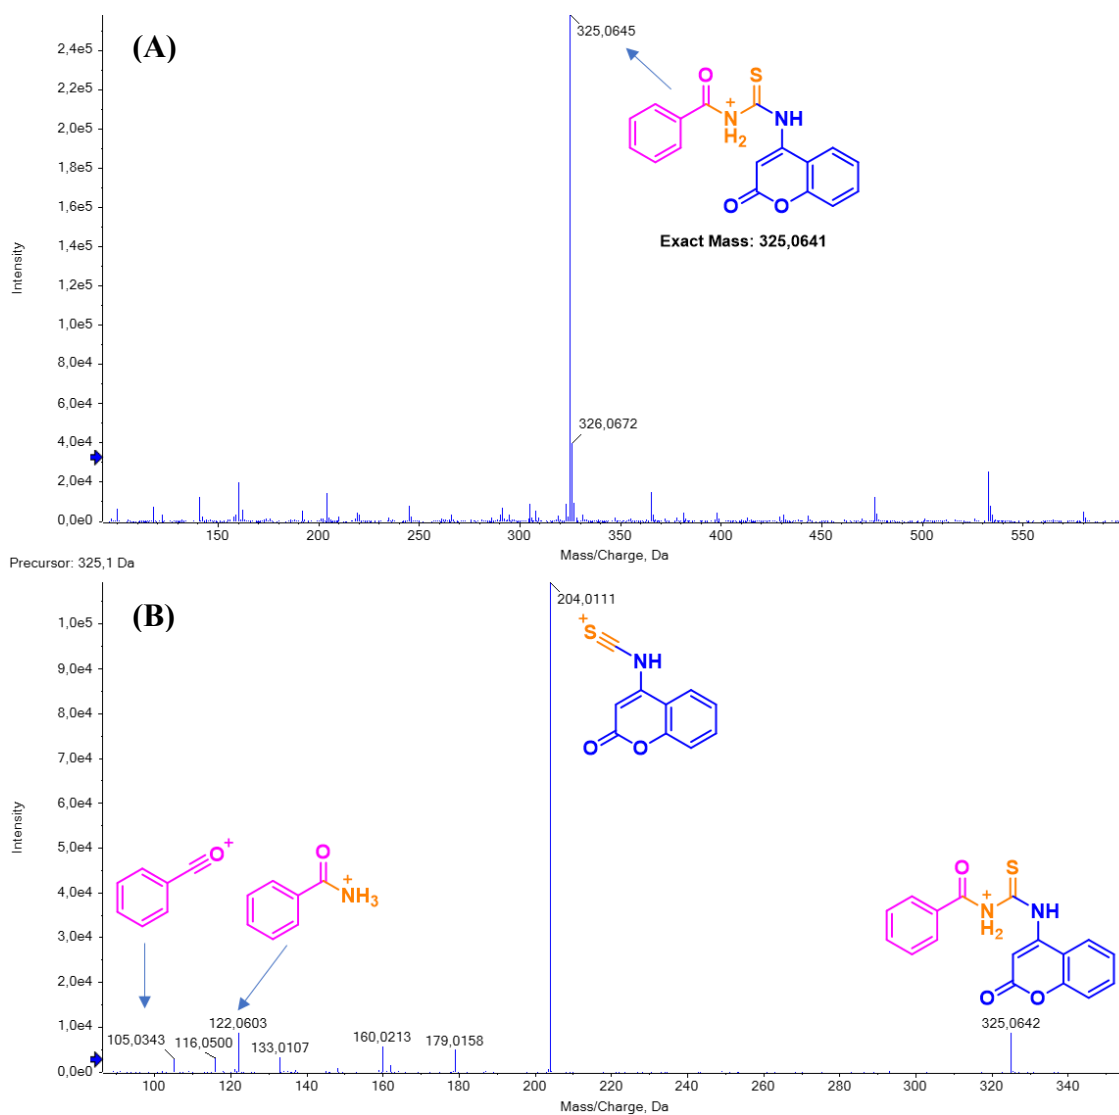 (A)
325,0645
2,4e5
2,2e5
2,0e5
1,8e5
1,6e5
1,4e5
1,2e5
1,0e5
8,0e4
6,0e4
4,0e4
2,0e4
0,0e0
Intensity
O
S
+
N
H2
NH
O
O
Exact Mass: 325,0641
326,0672
150
200
250
300
350
400
450
500
550
Mass/Charge, Da
Precursor: 325,1 Da
(B)
204,0111
1,0e5
9,0e4
8,0e4
7,0e4
6,0e4
5,0e4
4,0e4
3,0e4
2,0e4
1,0e4
0,0e0
Intensity
+
S
NH
O
O
O+
O
+
NH3
O
S
+
N
H2
NH
O
O
105,0343
116,0500
122,0603
133,0107
160,0213
179,0158
325,0642
100
120
140
160
180
200
220
240
260
280
300
320
340
Mass/Charge, Da